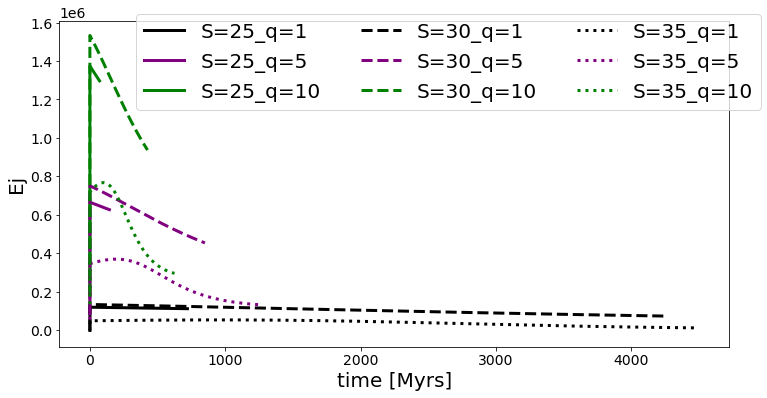 1e6
S=25_q=1 S=30_q=1 S=35_q=1
S=25_q=5 S=30_q=5 S=35_q=5
S=25_q=10 S=30_q=10 S=35_q=10
1.6
1.4
1.2
1.0
0.8
0.6
0.4
0.2
0.0
Ej
0 1000 2000 3000 4000
time [Myrs]